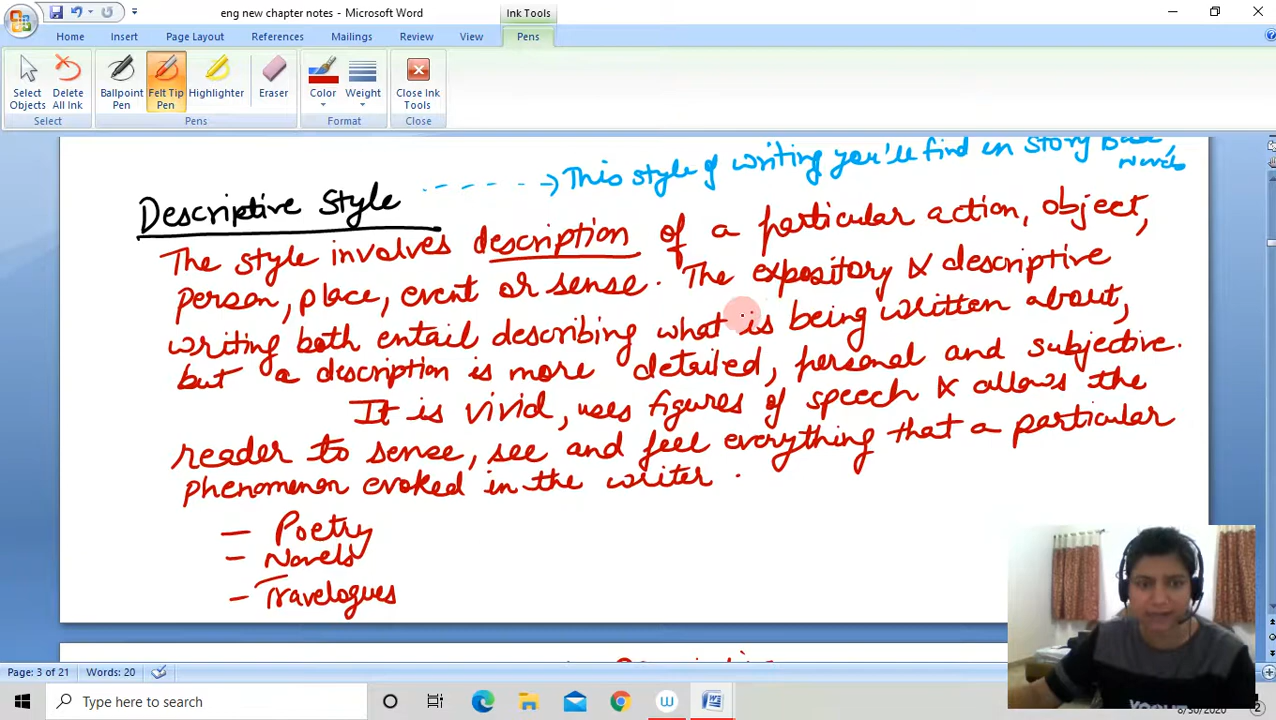 eng new chapter notes - Microsoft Word
Ink Tools
Home Insert Page Layout References Mailings Review View Pens
Select Objects
Delete All Ink
Ballpoint Pen
Felt Tip Pen
Highlighter
Eraser
Color
Weight
Close Ink Tools
Select Pens Format Close
This style of writing you'll find in story Base,
Novels
Descriptive Style
The style involves description of a particular action, object,
person, place, event or sense. The expository & descriptive
writing both entail describing what is being written about,
but a description is more detailed, personal and subjective.
It is vivid, uses figures of speech & allows the
reader to sense, see and feel everything that a particular
phenomenon evoked in the writer.
– Poetry
– Novels
– Travelogues
Page: 3 of 21 Words: 20
Type here to search
8/30/2020
2